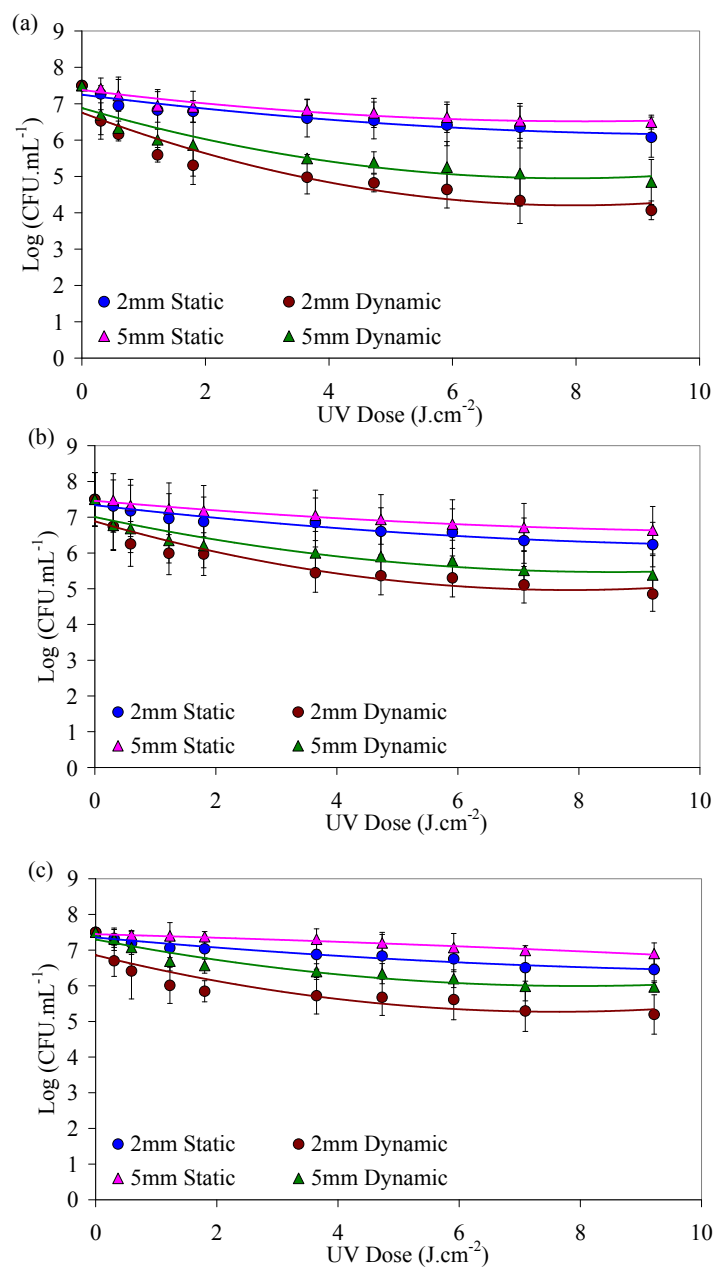 (a)
9
8
7
6
5
4
3
2
1
0
Log (CFU.mL-1)
2mm Static 2mm Dynamic
5mm Static 5mm Dynamic
0 2 4 6 8 10
UV Dose (J.cm-2)
(b)
9
8
7
6
5
4
3
2
1
0
Log (CFU.mL-1)
2mm Static 2mm Dynamic
5mm Static 5mm Dynamic
0 2 4 6 8 10
UV Dose (J.cm-2)
(c)
9
8
7
6
5
4
3
2
1
0
Log (CFU.mL-1)
2mm Static 2mm Dynamic
5mm Static 5mm Dynamic
0 2 4 6 8 10
UV Dose (J.cm-2)